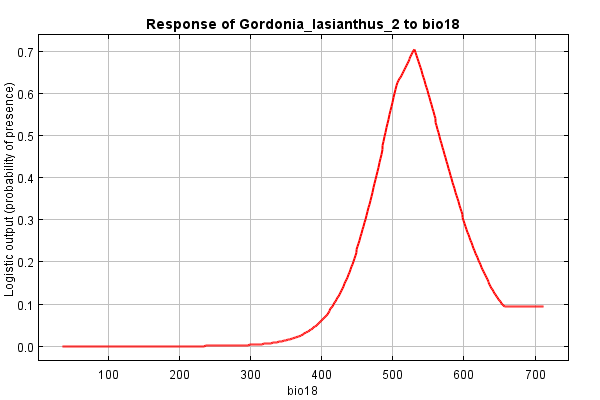 Response of Gordonia_lasianthus_2 to bio18
Logistic output (probability of presence)
0.7
0.6
0.5
0.4
0.3
0.2
0.1
0.0
100 200 300 400 500 600 700
bio18